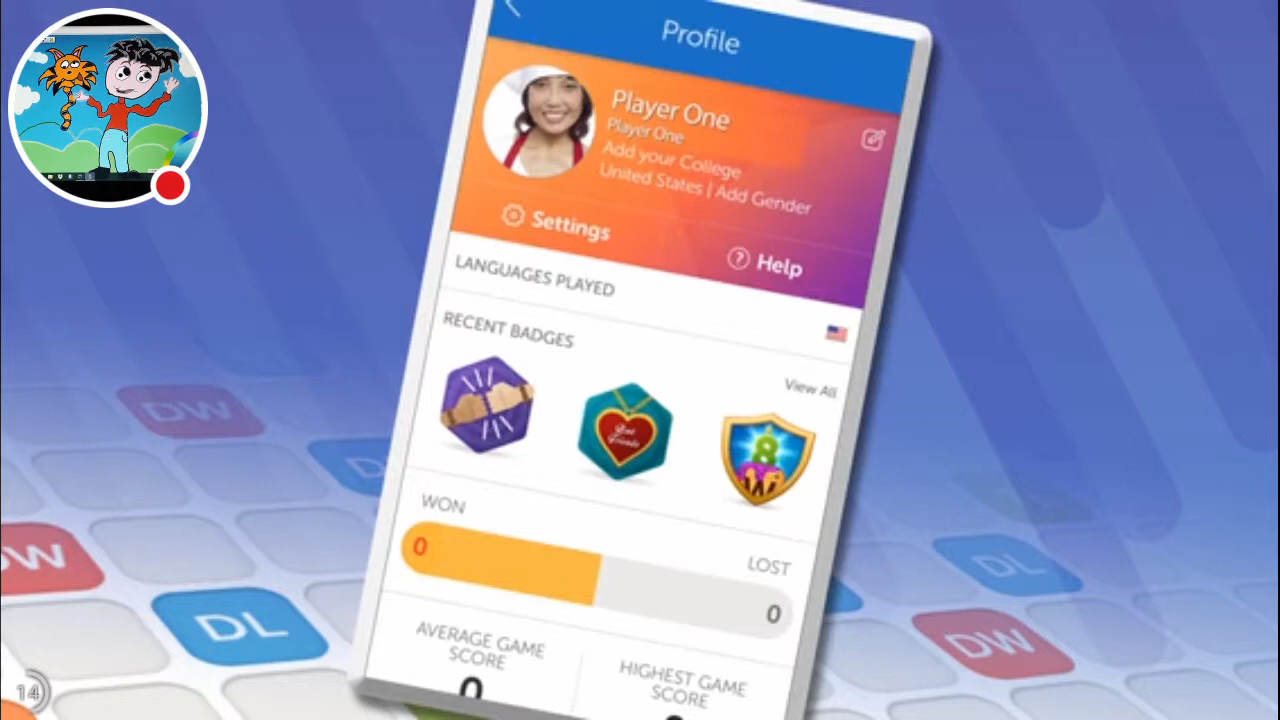 Profile
Player One
Player One
Add your College
United States | Add Gender
Settings
? Help
LANGUAGES PLAYED
RECENT BADGES
View All
8
WON
LOST
0
0
AVERAGE GAME
SCORE
0
HIGHEST GAME
SCORE
DW
DW
DL
DL
DW
14